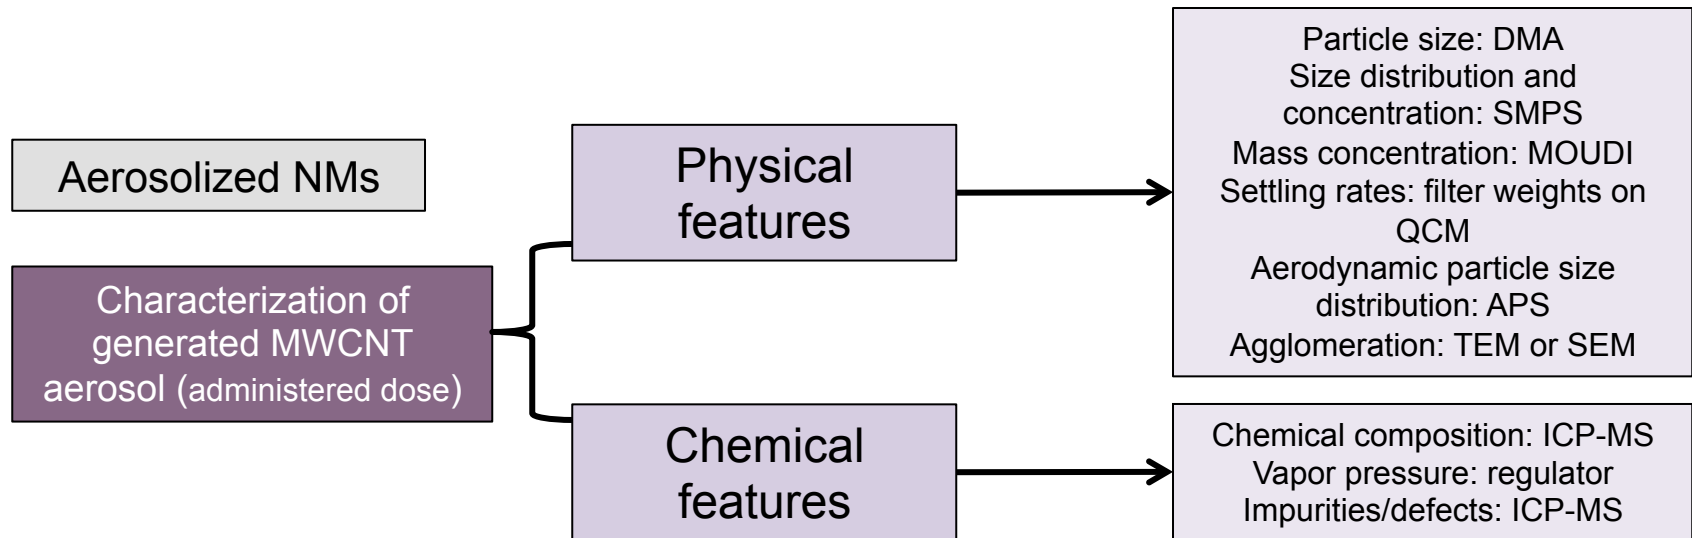 Aerosolized NMs
Characterization of
generated MWCNT
aerosol (administered dose)
Physical
features
Chemical
features
Particle size: DMA
Size distribution and
concentration: SMPS
Mass concentration: MOUDI
Settling rates: filter weights on
QCM
Aerodynamic particle size
distribution: APS
Agglomeration: TEM or SEM
Chemical composition: ICP-MS
Vapor pressure: regulator
Impurities/defects: ICP-MS